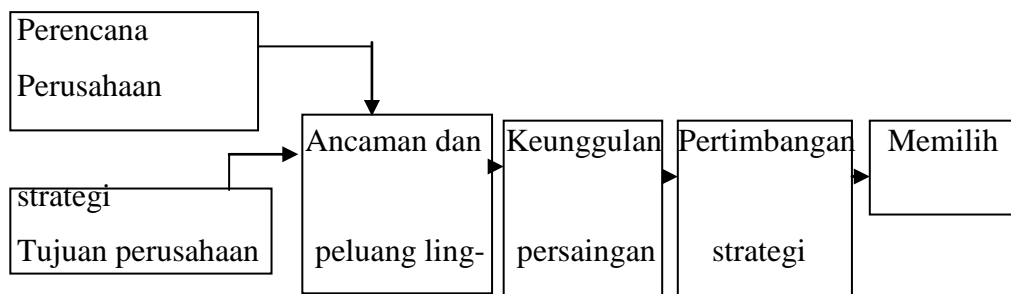 Perencana
Perusahaan
Ancaman dan Keunggulan Pertimbangan Memilih
strategi
Tujuan perusahaan peluang ling- persaingan strategi